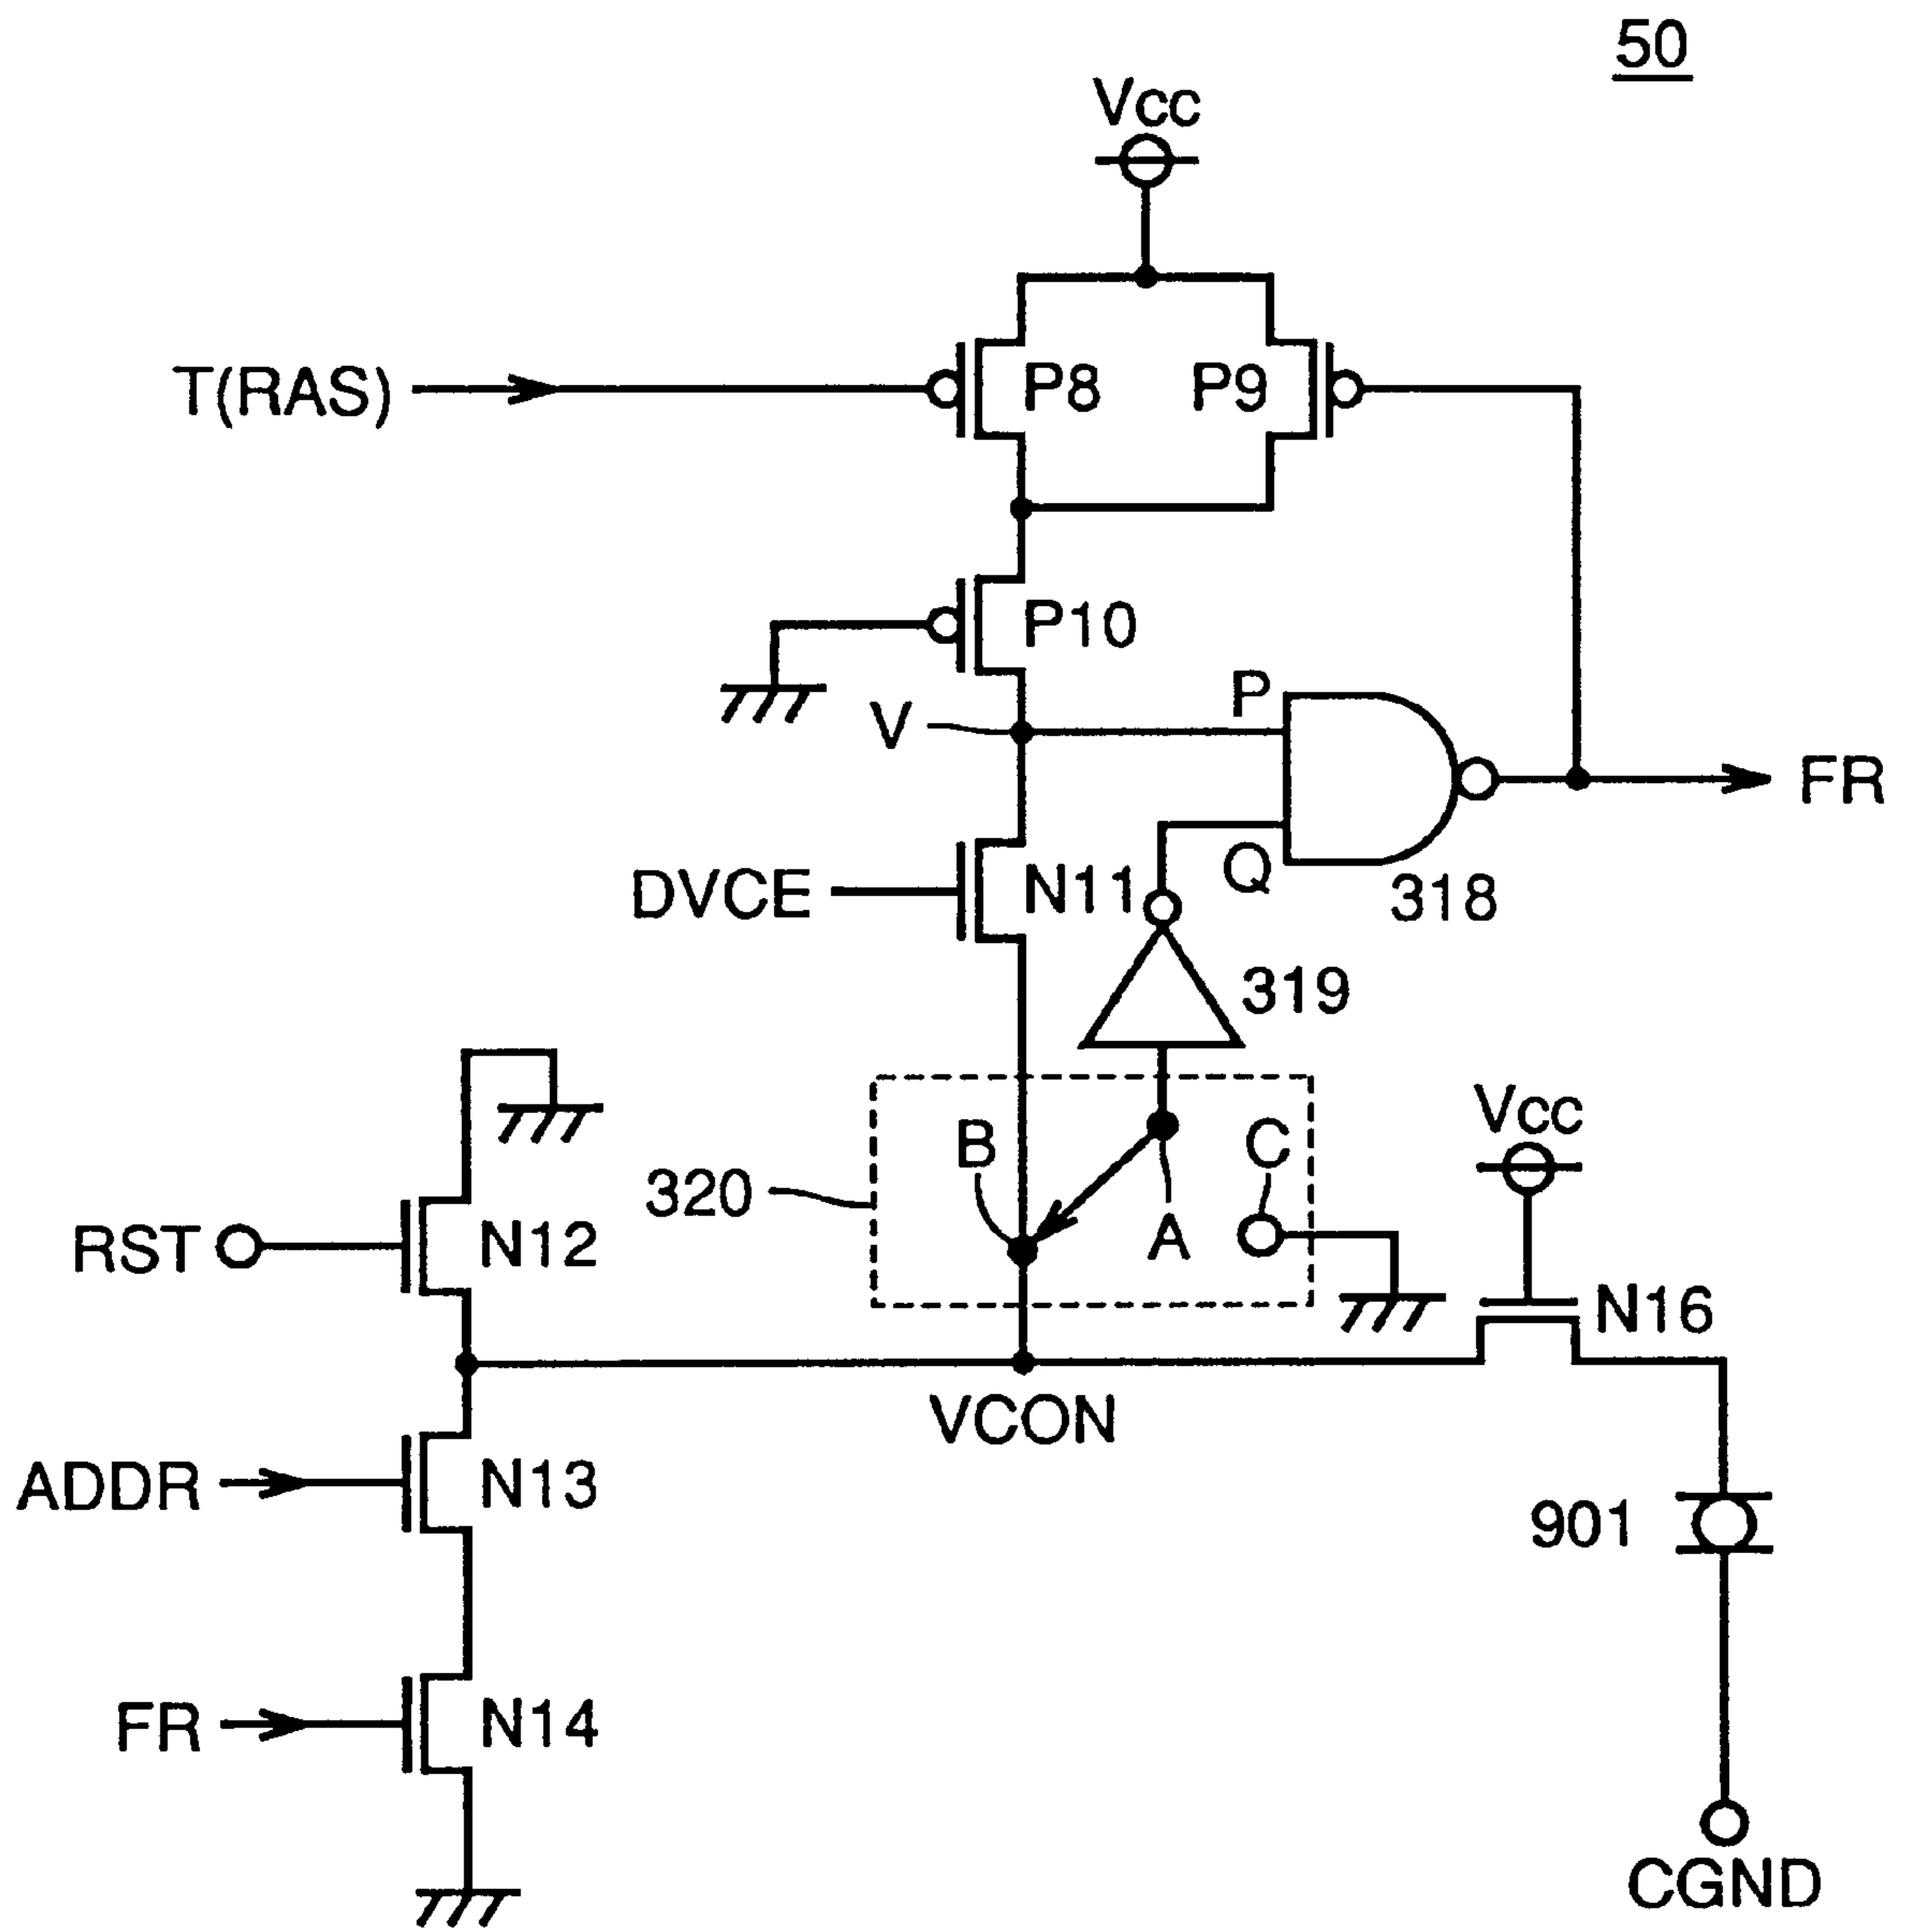 50
Vcc
T(RAS)
P8
P9
P10
P
V
FR
DVCE
N11
Q
318
319
B
C
Vcc
320
A
RST
N12
N16
VCON
ADDR
N13
901
FR
N14
CGND